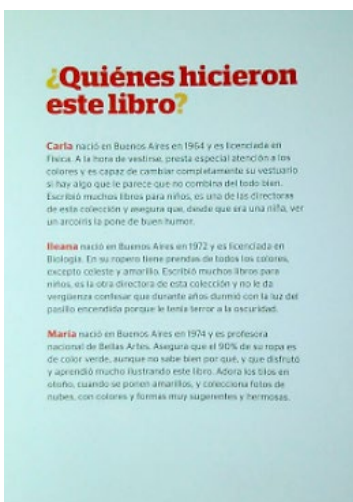 ¿Quiénes hicieron
este libro?
Carla nació en Buenos Aires en 1964 y es licenciada en
Física. A la hora de vestirse, presta especial atención a los
colores y es capaz de cambiar completamente su vestuario
si hay algo que le parece que no combina del todo bien.
Escribió muchos libros para niños, es una de las directoras
de esta colección y asegura que, desde que era una niña, ver
un arcoíris la pone de buen humor.
Ileana nació en Buenos Aires en 1972 y es licenciada en
Biología. En su ropero tiene prendas de todos los colores,
excepto celeste y amarillo. Escribió muchos libros para
niños, es la otra directora de esta colección y no le da
vergüenza confesar que durante años durmió con la luz del
pasillo encendida porque le tenía terror a la oscuridad.
María nació en Buenos Aires en 1974 y es profesora
nacional de Bellas Artes. Asegura que el 90% de su ropa es
de color verde, aunque no sabe bien por qué, y que disfrutó
y aprendió mucho ilustrando este libro. Adora los tilos en
otoño, cuando se ponen amarillos, y colecciona fotos de
nubes, con colores y formas muy sugerentes y hermosas.